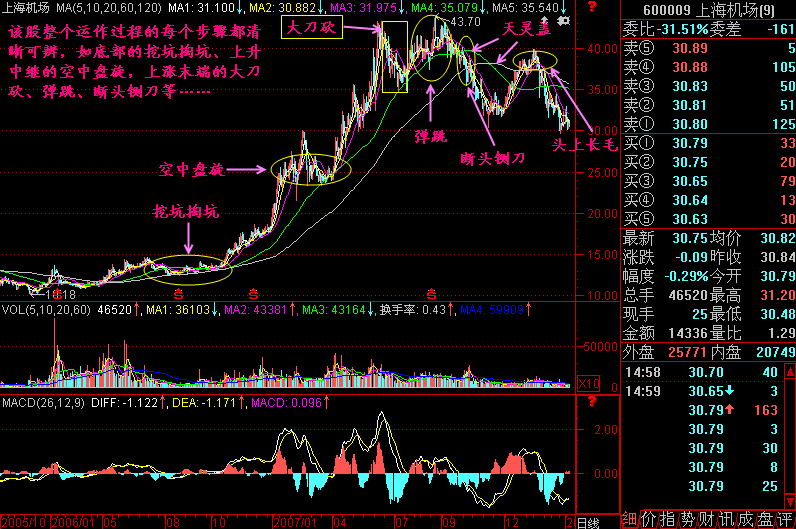 上海机场 MA(5,10,20,60,120) MA1: 31.100↓, MA2: 30.882↓, MA3: 31.975↓, MA4: 35.079↓, MA5: 35.540↓
?
该股整个运作过程的每个步骤都清
晰可辨，如底部的挖坑掏坑、上升
中继的空中盘旋，上涨末端的大刀
砍、弹跳、断头铡刀等……
大刀砍
43.70
天灵盖
弹跳
断头铡刀
头上长毛
空中盘旋
挖坑掏坑
S
S
S
S
40.00
35.00
30.00
25.00
20.00
15.00
10.00
VOL(5,10,20,60) 46520↑, MA1: 36103↓, MA2: 43381↑, MA3: 43164↓, 换手率: 0.43↑, MA4: 59909↑
50000
X10
0
MACD(26,12,9) DIFF: -1.122↑, DEA: -1.171↑, MACD: 0.096↑
?
2.00
0.00
2005/10 2006/01 05 08 10 2007/01 04 07 09 12 日线
600009 上海机场(9)
委比 -31.51% 委差 -161
卖⑤ 30.89 5
卖④ 30.88 105
卖③ 30.83 50
卖② 30.81 51
卖① 30.80 125
买① 30.79 33
买② 30.75 20
买③ 30.65 79
买④ 30.64 13
买⑤ 30.63 30
最新 30.75 均价 30.82
涨跌 -0.09 昨收 30.84
幅度 -0.29% 今开 30.79
总手 46520 最高 31.20
现手 25 最低 30.48
金额 14336 量比 1.29
外盘 25771 内盘 20749
14:58 30.70 40
14:59 30.65↓ 3
30.79↑ 163
30.79 3
30.79 30
30.79 8
30.79 25
细 价 指 势 财 讯 成 盘 评